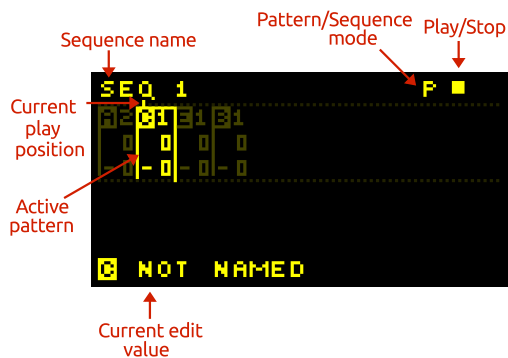 Pattern/Sequence
mode
Play/Stop
Sequence name
SEQ 1 P
Current
play
position
A2 C1 E1 B1
0 0 0 0
-0 -0 -0 -0
Active
pattern
C NOT NAMED
Current edit
value